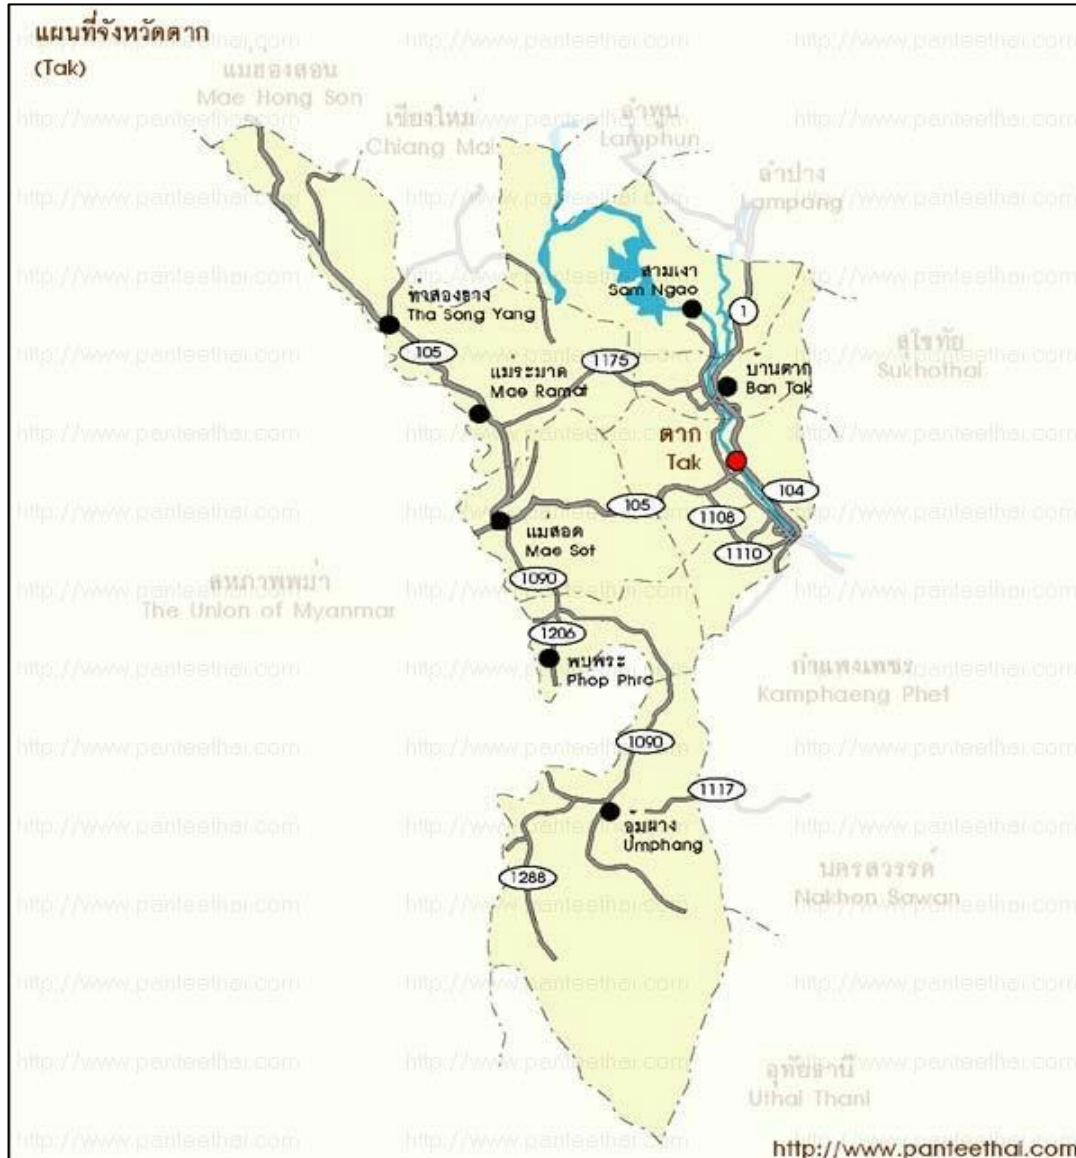 แผนที่จังหวัดตาก
(Tak)
แม่ฮ่องสอน
Mae Hong Son
เชียงใหม่
Chiang Mai
ลำพูน
Lamphun
ลำปาง
Lampang
สามเงา
Sam Ngao
ท่าสองยาง
Tha Song Yang
1
105
สุโขทัย
Sukhothai
1175
บ้านตาก
Ban Tak
แม่ระมาด
Mae Ramat
ตาก
Tak
104
105
1108
แม่สอด
Mae Sot
1110
1090
สหภาพพม่า
The Union of Myanmar
1206
พบพระ
Phop Phra
กำแพงเพชร
Kamphaeng Phet
1090
1117
อุ้มผาง
Umphang
1288
นครสวรรค์
Nakhon Sawan
อุทัยธานี
Uthai Thani
http://www.panteethai.com